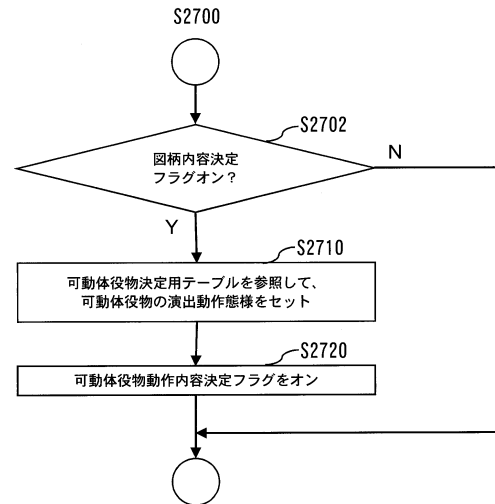 S2700
S2702
図柄内容決定
フラグオン？
N
Y
S2710
可動体役物決定用テーブルを参照して、
可動体役物の演出動作態様をセット
S2720
可動体役物動作内容決定フラグをオン